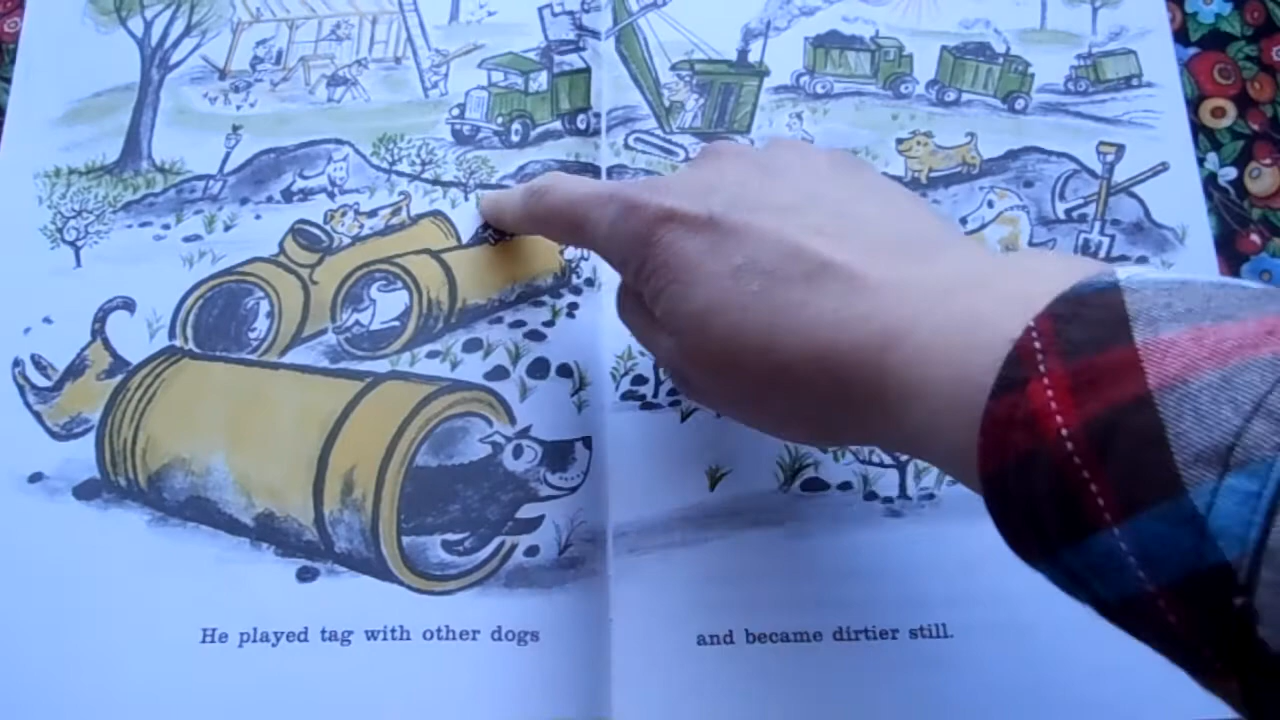 He played tag with other dogs
and became dirtier still.